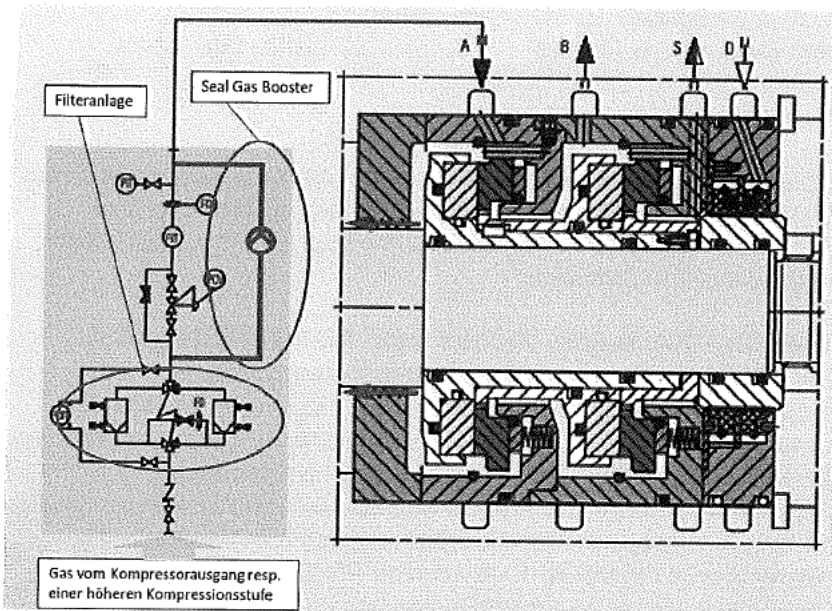 A
B
S
D
Filteranlage
Seal Gas Booster
Gas vom Kompressorausgang resp.
einer höheren Kompressionsstufe